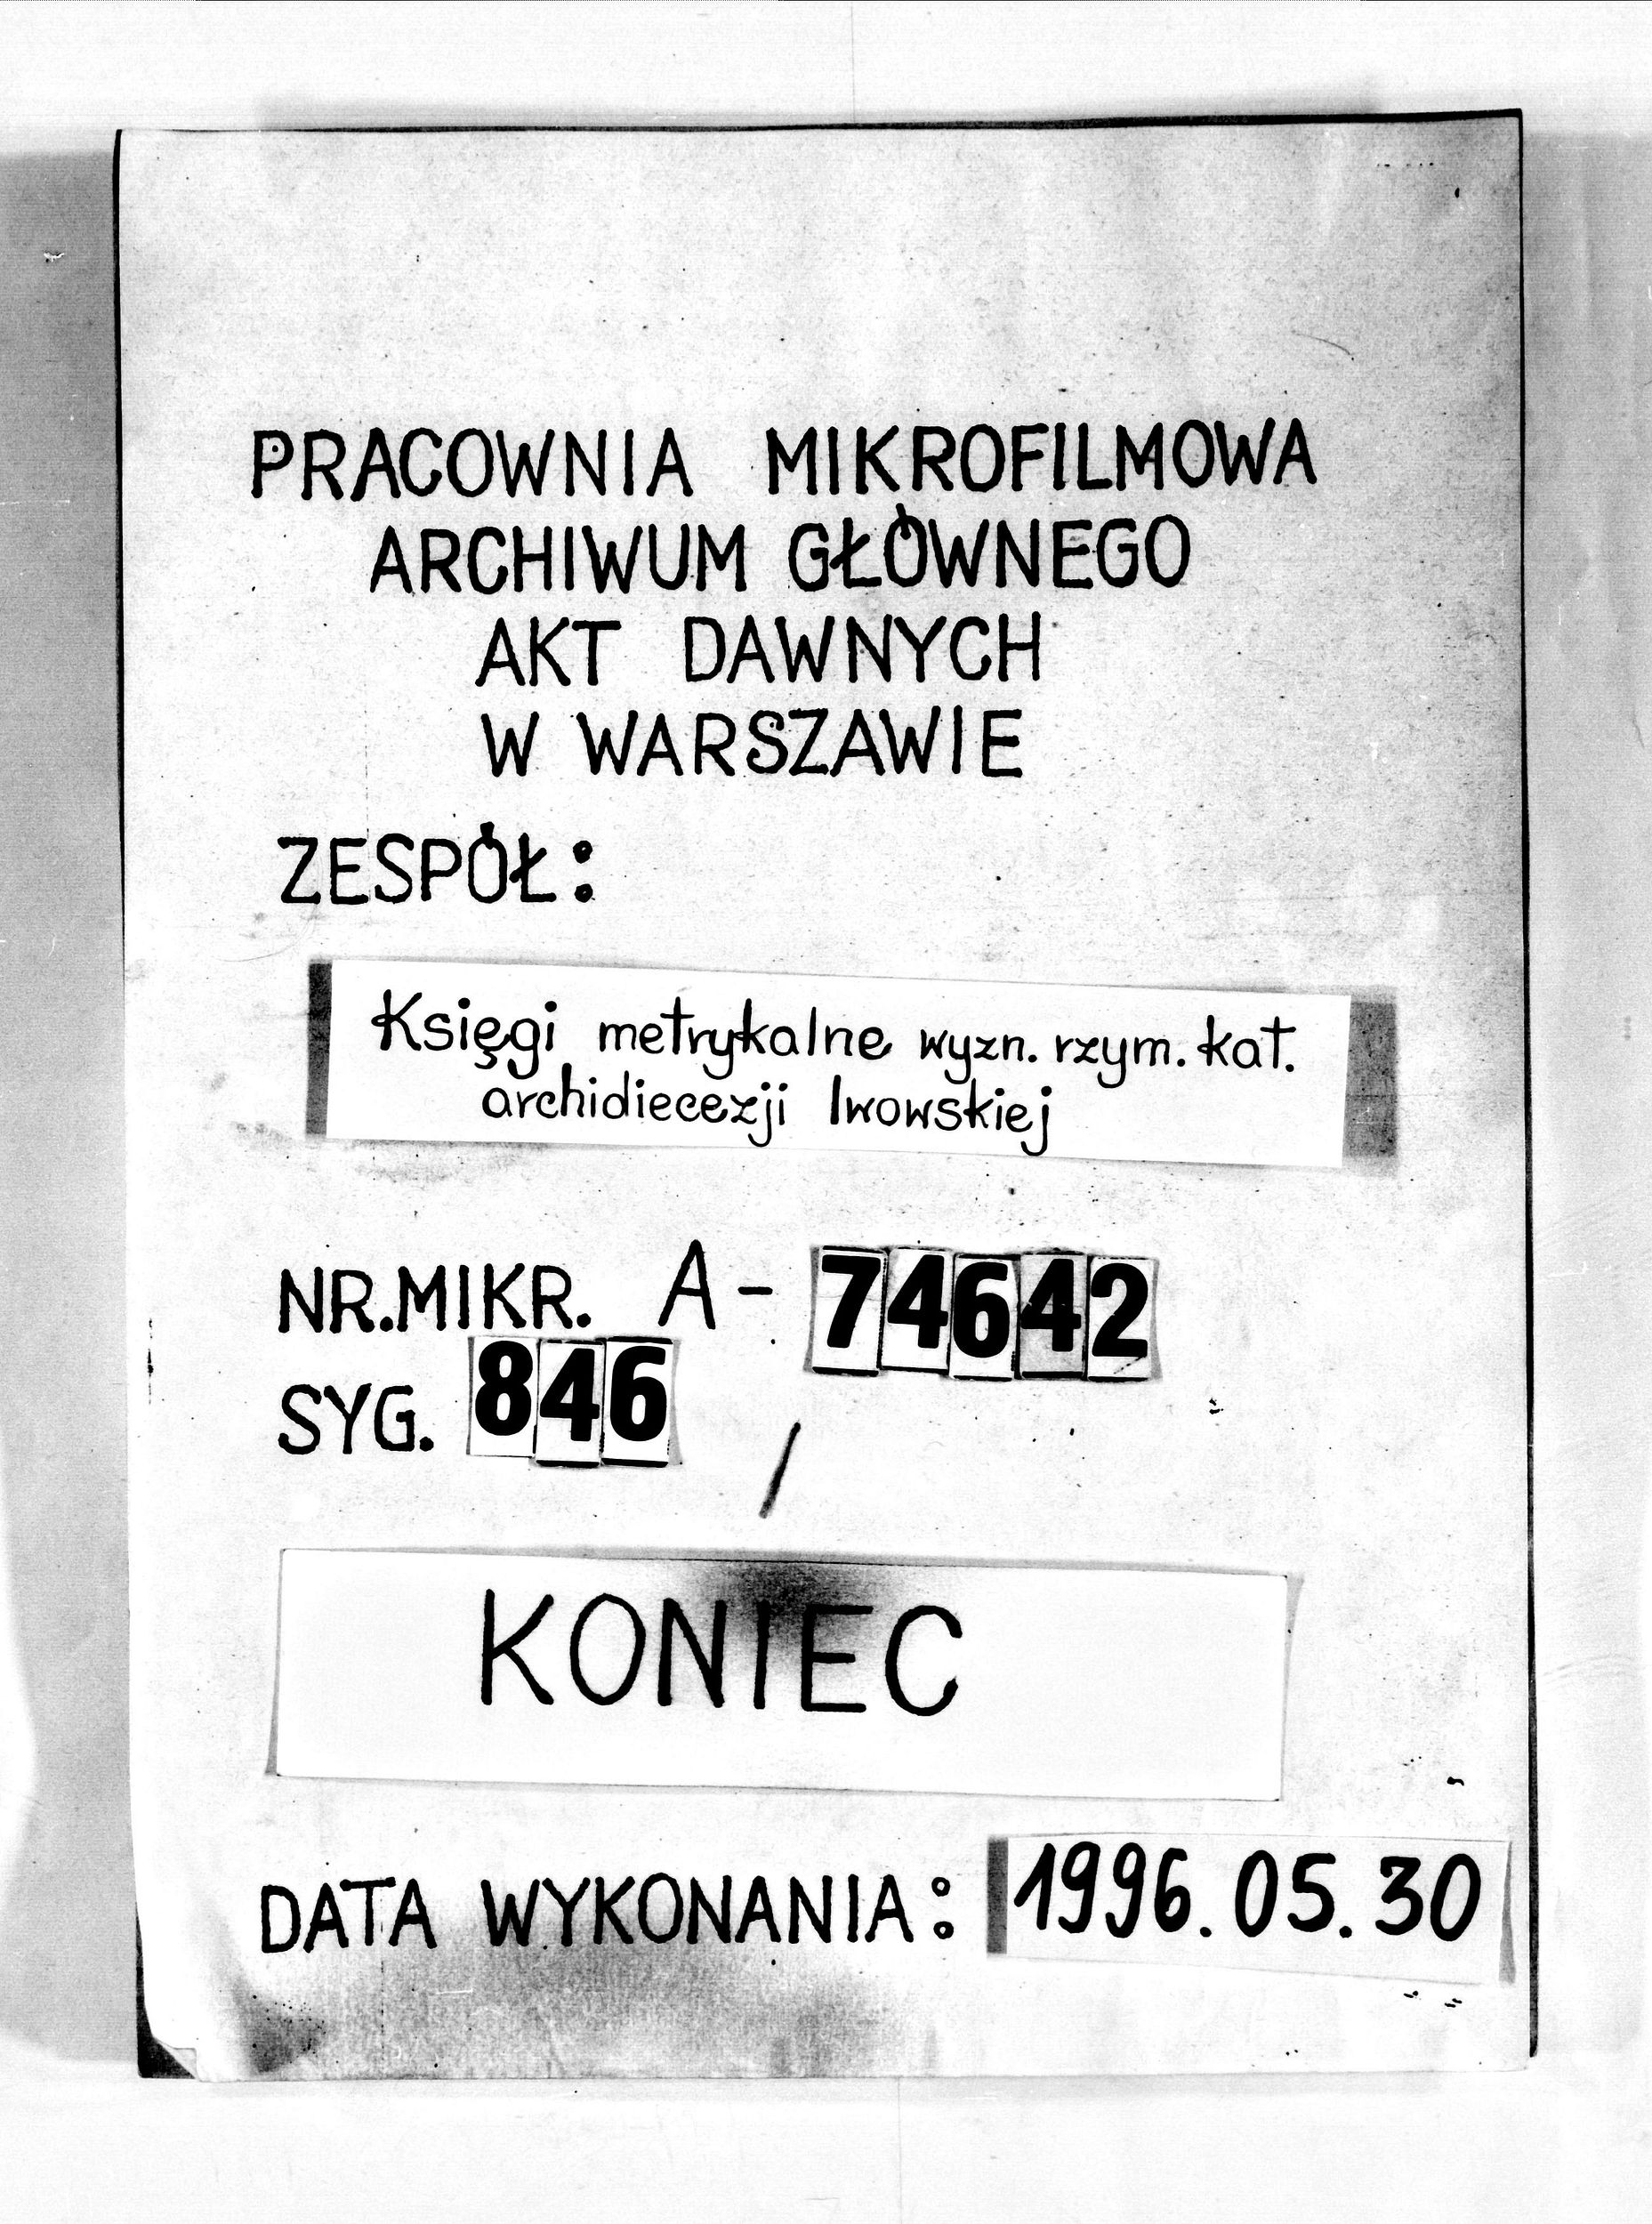 PRACOWNIA MIKROFILMOWA
ARCHIWUM GŁÓWNEGO
AKT DAWNYCH
W WARSZAWIE
ZESPÓŁ:
Księgi metrykalne wyzn. rzym. kat.
archidiecezji lwowskiej
NR.MIKR. A- 74642
SYG. 846 /
KONIEC
DATA WYKONANIA: 1996.05.30